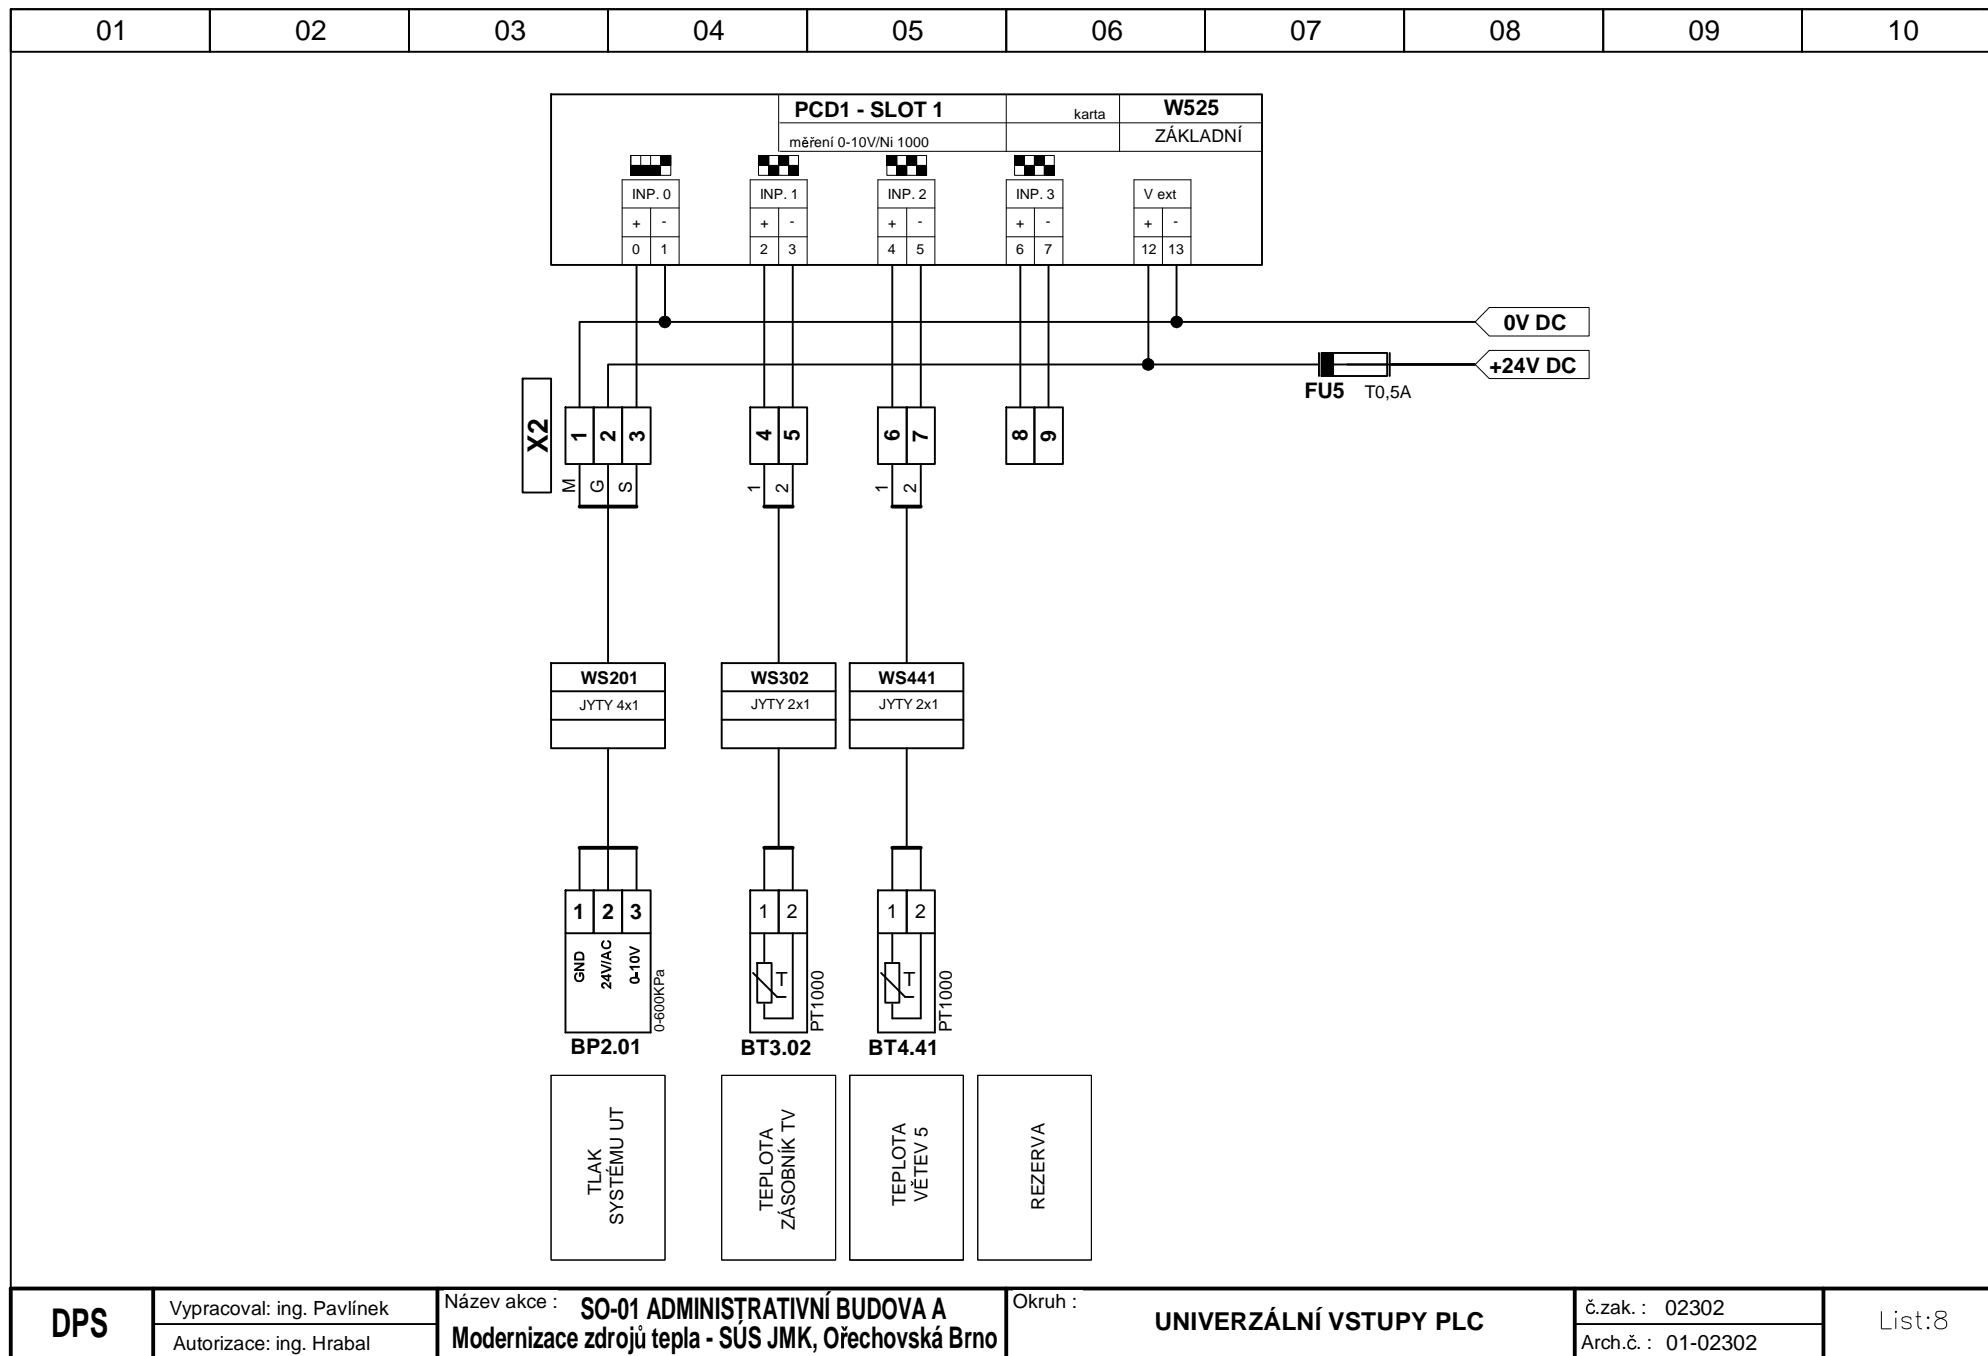 01 02 03 04 05 06 07 08 09 10
PCD1 - SLOT 1 karta W525
měření 0-10V/Ni 1000 ZÁKLADNÍ
INP. 0 INP. 1 INP. 2 INP. 3 V ext
+ - + - + - + - + -
0 1 2 3 4 5 6 7 12 13
0V DC
+24V DC
FU5 T0,5A
X2 1 2 3 4 5 6 7 8 9
M G S 1 2 1 2
WS201 WS302 WS441
JYTY 4x1 JYTY 2x1 JYTY 2x1
1 2 3 1 2 1 2
GND 24V/AC 0-10V 0-600KPa T PT1000 T PT1000
BP2.01 BT3.02 BT4.41
TLAK
SYSTÉMU UT
TEPLOTA
ZÁSOBNÍK TV
TEPLOTA
VĚTEV 5
REZERVA
DPS
Vypracoval: ing. Pavlínek
Autorizace: ing. Hrabal
Název akce : SO-01 ADMINISTRATIVNÍ BUDOVA A
Modernizace zdrojů tepla - SÚS JMK, Ořechovská Brno
Okruh :
UNIVERZÁLNÍ VSTUPY PLC
č.zak. : 02302
Arch.č. : 01-02302
List:8